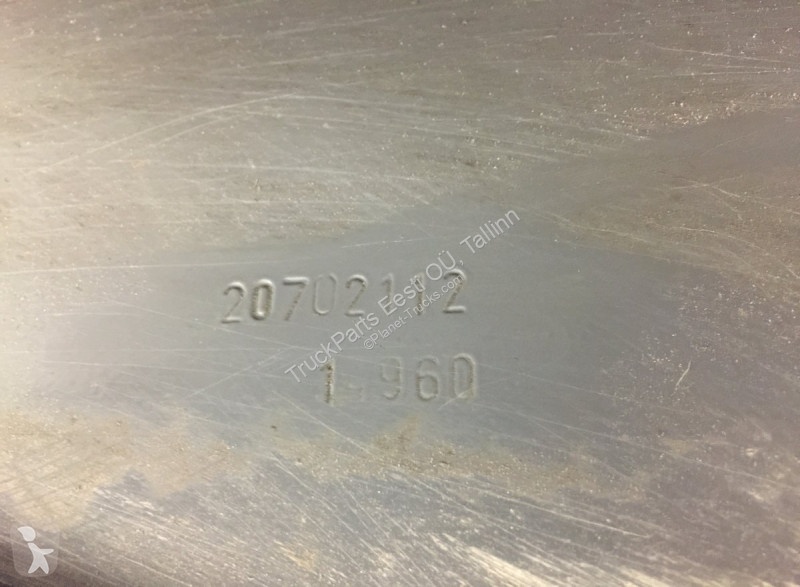 20702112
1 960
TruckParts Eesti OÜ, Tallinn
©Planet-Trucks.com